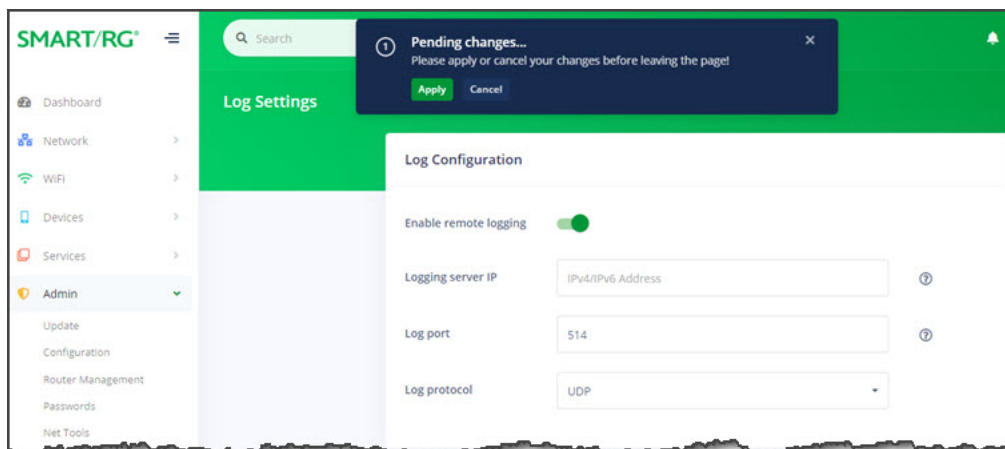 SMART/RG®
Search
1
Pending changes...
Please apply or cancel your changes before leaving the page!
Apply
Cancel
Dashboard
Network
WiFi
Devices
Services
Admin
Update
Configuration
Router Management
Passwords
Net Tools
Log Settings
Log Configuration
Enable remote logging
Logging server IP
IPv4/IPv6 Address
?
Log port
514
?
Log protocol
UDP